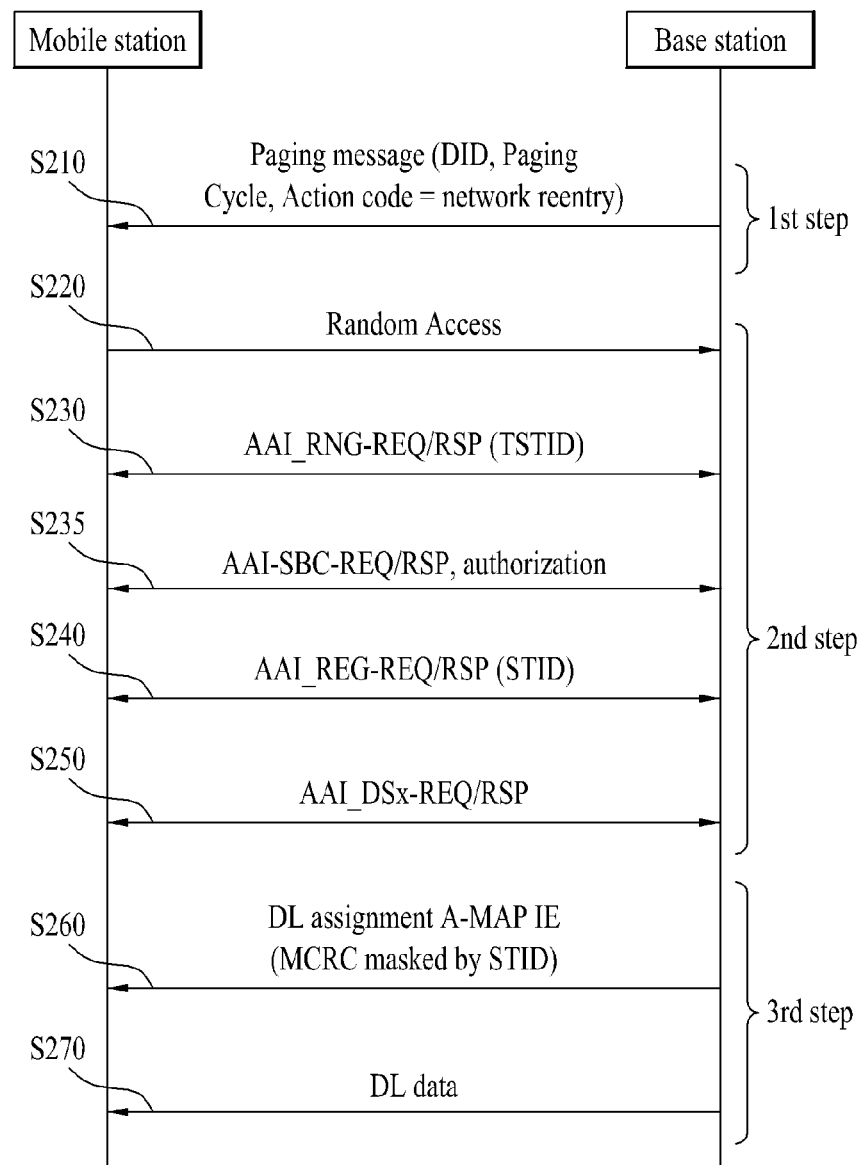 Mobile station
Base station
S210
Paging message (DID, Paging
Cycle, Action code = network reentry)
1st step
S220
Random Access
S230
AAI_RNG-REQ/RSP (TSTID)
S235
AAI-SBC-REQ/RSP, authorization
S240
AAI_REG-REQ/RSP (STID)
2nd step
S250
AAI_DSx-REQ/RSP
S260
DL assignment A-MAP IE
(MCRC masked by STID)
3rd step
S270
DL data